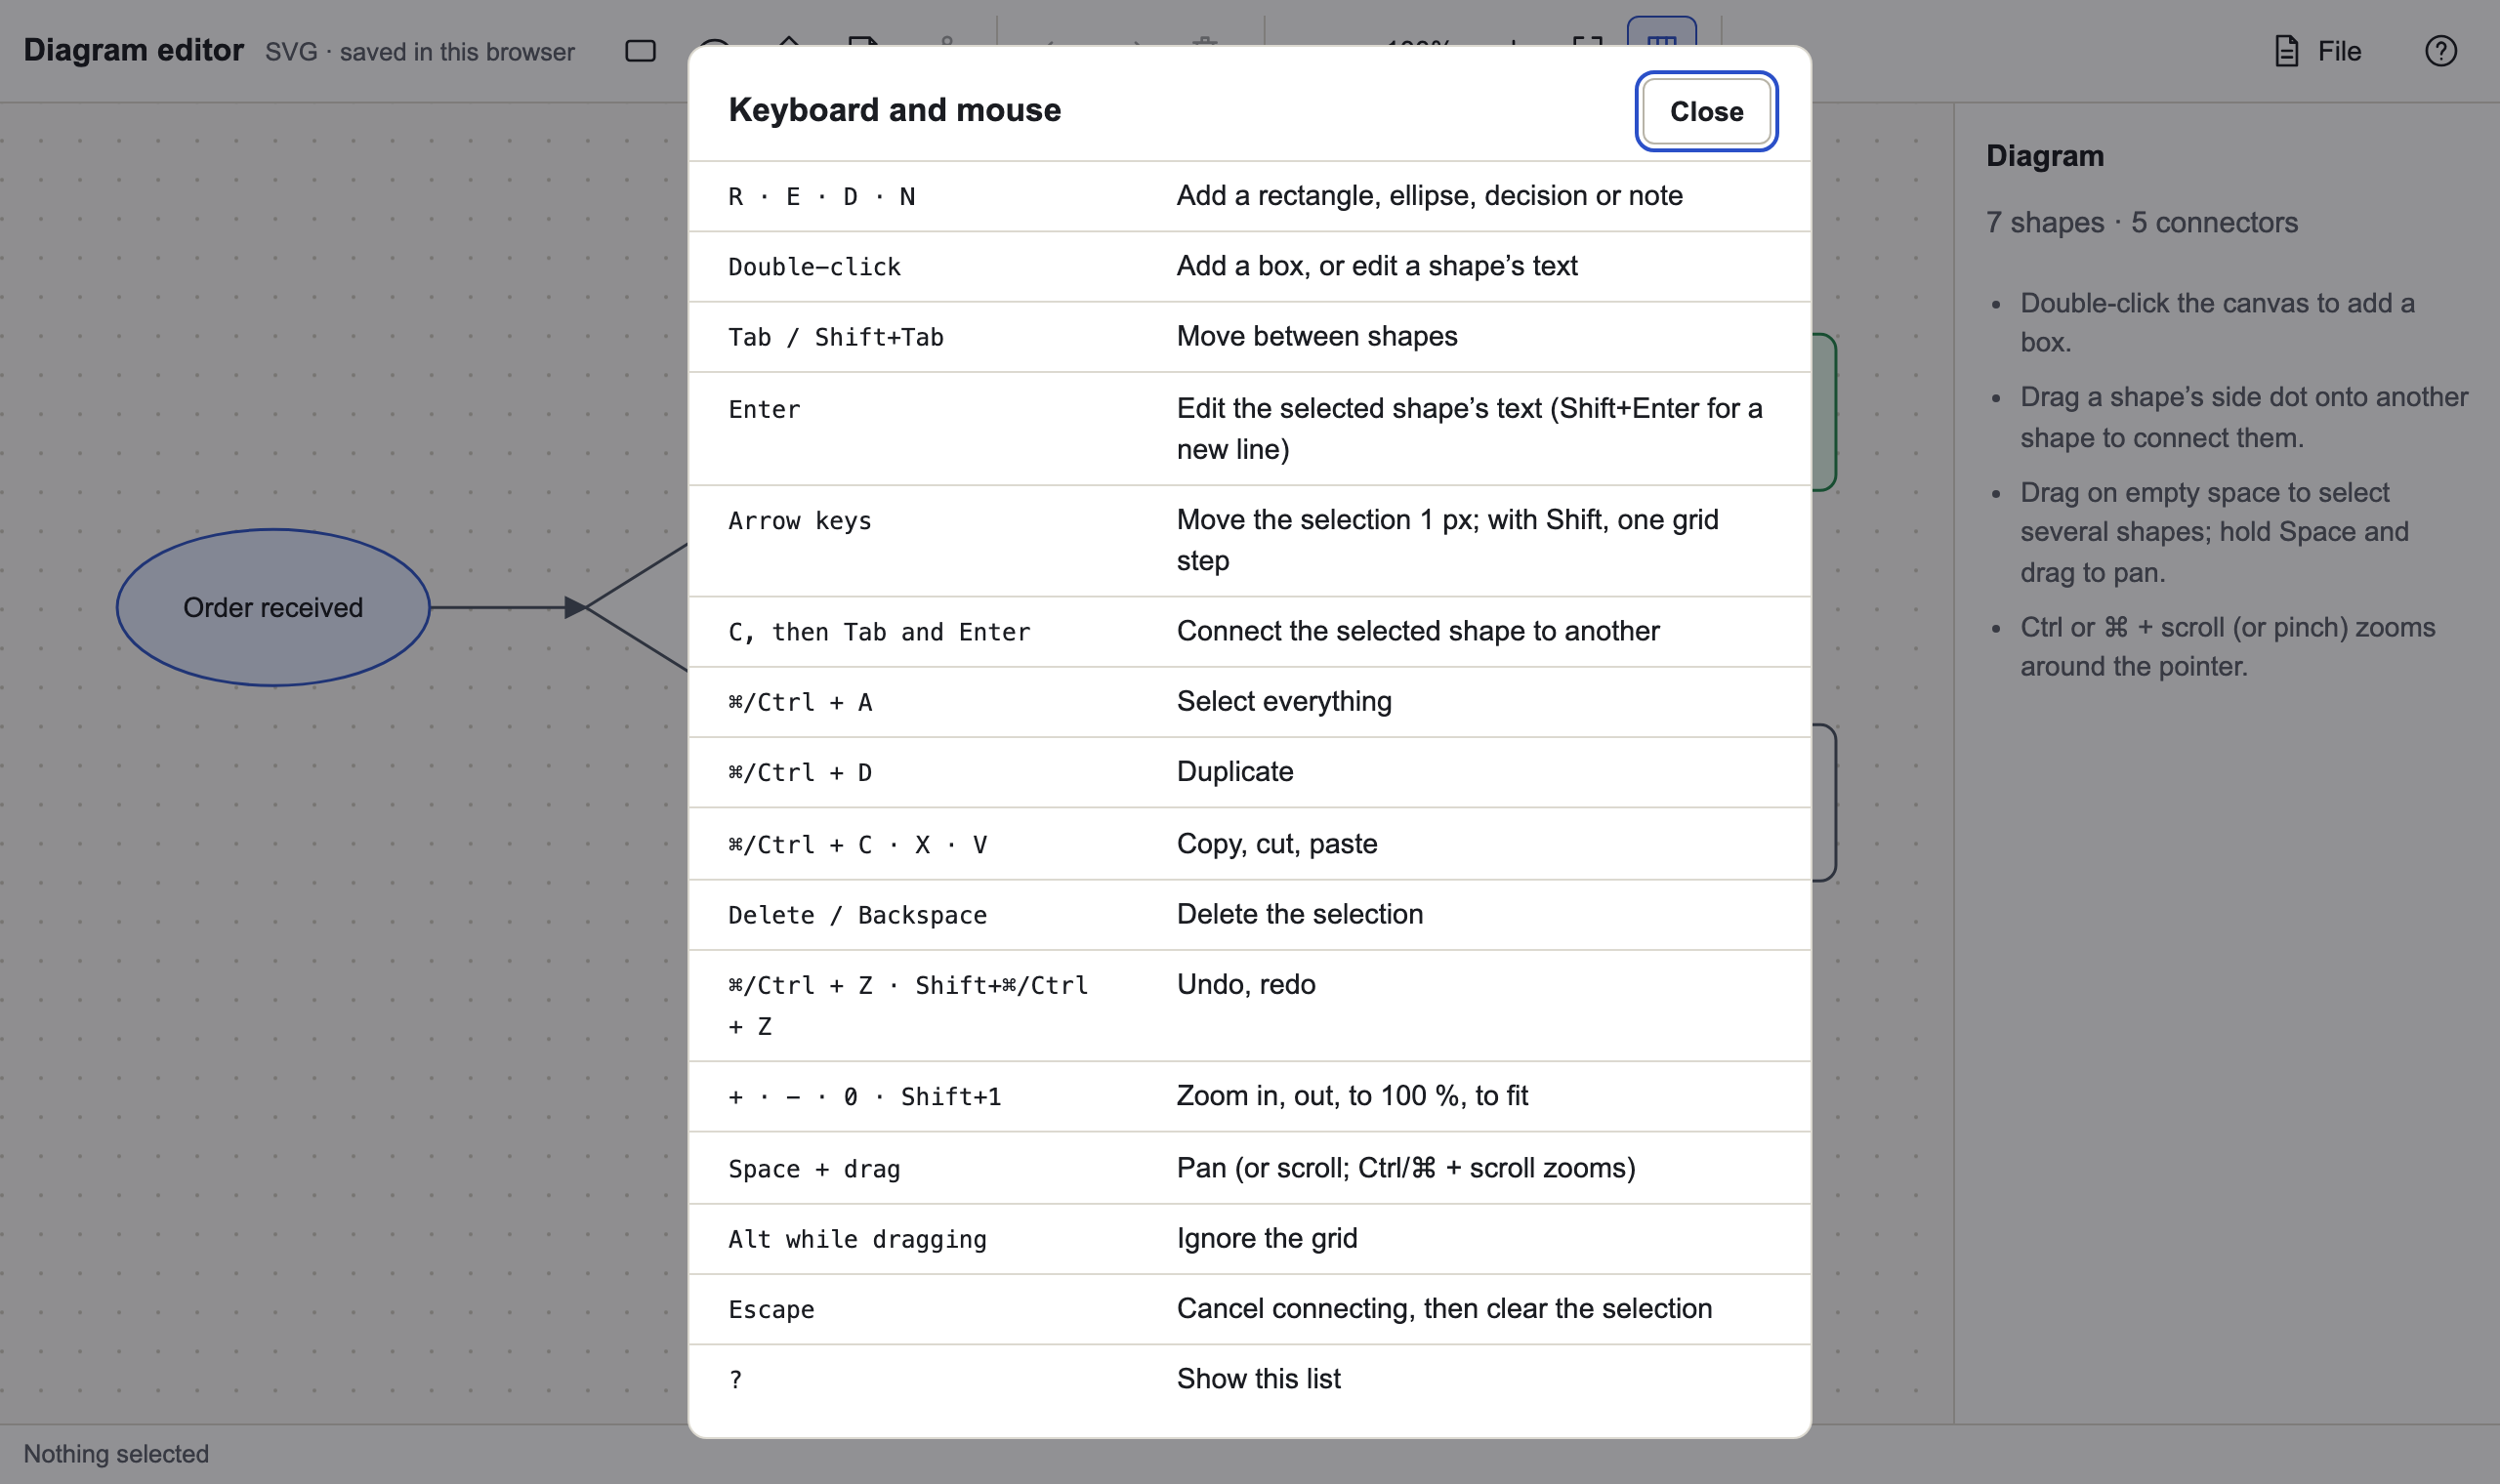 Diagram editor SVG · saved in this browser
File
Keyboard and mouse
Close
R · E · D · N Add a rectangle, ellipse, decision or note
Double-click Add a box, or edit a shape’s text
Tab / Shift+Tab Move between shapes
Enter Edit the selected shape’s text (Shift+Enter for a
new line)
Arrow keys Move the selection 1 px; with Shift, one grid
step
C, then Tab and Enter Connect the selected shape to another
⌘/Ctrl + A Select everything
⌘/Ctrl + D Duplicate
⌘/Ctrl + C · X · V Copy, cut, paste
Delete / Backspace Delete the selection
⌘/Ctrl + Z · Shift+⌘/Ctrl Undo, redo
+ Z
+ · − · 0 · Shift+1 Zoom in, out, to 100 %, to fit
Space + drag Pan (or scroll; Ctrl/⌘ + scroll zooms)
Alt while dragging Ignore the grid
Escape Cancel connecting, then clear the selection
? Show this list
Order received
Diagram
7 shapes · 5 connectors
• Double-click the canvas to add a
box.
• Drag a shape’s side dot onto another
shape to connect them.
• Drag on empty space to select
several shapes; hold Space and
drag to pan.
• Ctrl or ⌘ + scroll (or pinch) zooms
around the pointer.
Nothing selected